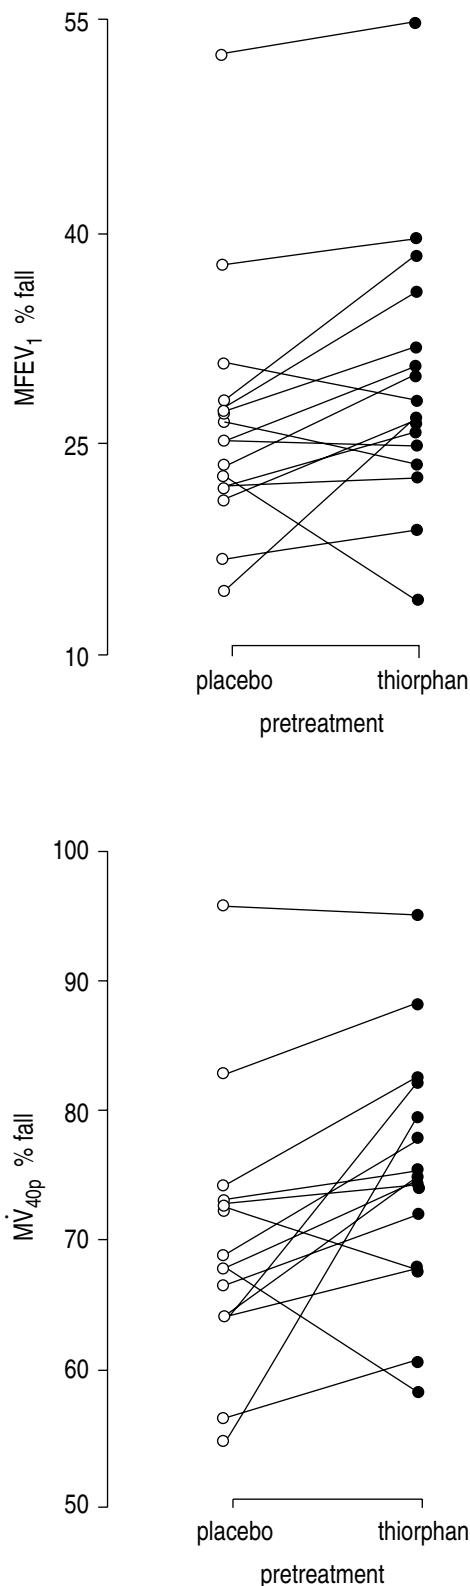 55
40
MFEV₁ % fall
25
10
placebo thiorphan
pretreatment
100
90
80
MV̇₄₀ₚ % fall
70
60
50
placebo thiorphan
pretreatment